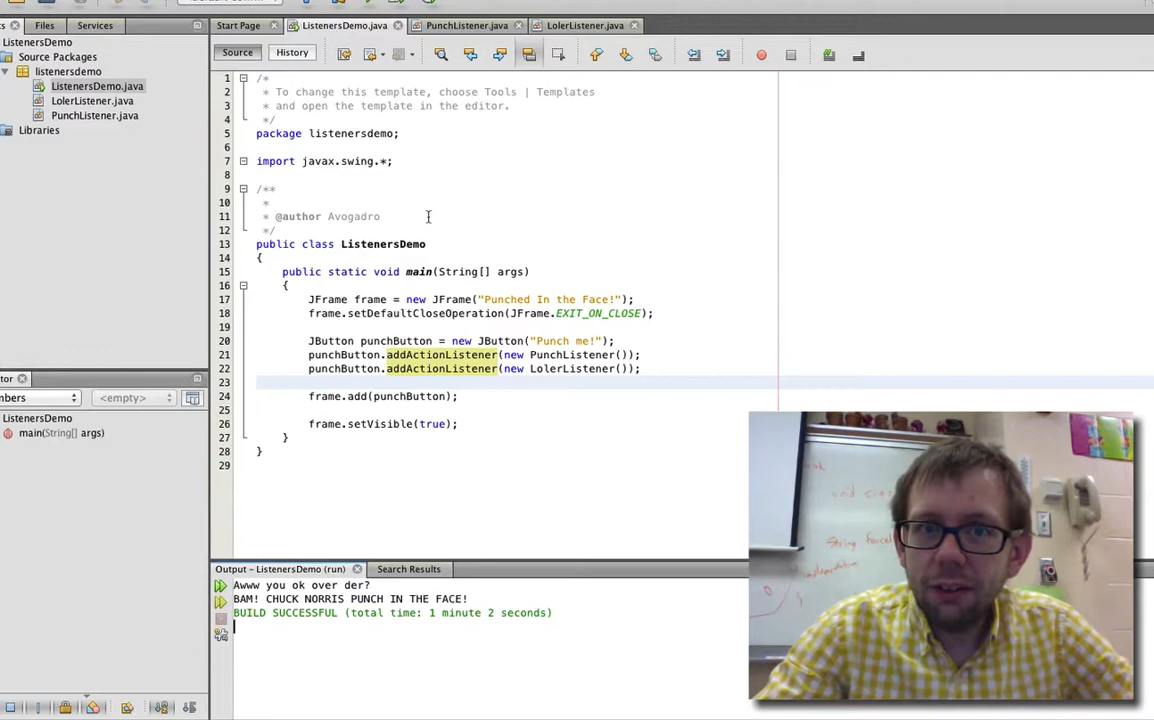 Files Services
Start Page ListenersDemo.java PunchListener.java LolerListener.java
Source History
ListenersDemo
Source Packages
listenersdemo
ListenersDemo.java
LolerListener.java
PunchListener.java
Libraries
<empty>
ListenersDemo
main(String[] args)
1 /*
2 * To change this template, choose Tools | Templates
3 * and open the template in the editor.
4 */
5 package listenersdemo;
6
7 import javax.swing.*;
8
9 /**
10 *
11 * @author Avogadro
12 */
13 public class ListenersDemo
14 {
15 public static void main(String[] args)
16 {
17 JFrame frame = new JFrame("Punched In the Face!");
18 frame.setDefaultCloseOperation(JFrame.EXIT_ON_CLOSE);
19
20 JButton punchButton = new JButton("Punch me!");
21 punchButton.addActionListener(new PunchListener());
22 punchButton.addActionListener(new LolerListener());
23
24 frame.add(punchButton);
25
26 frame.setVisible(true);
27 }
28 }
29
Output – ListenersDemo (run) Search Results
Awww you ok over der?
BAM! CHUCK NORRIS PUNCH IN THE FACE!
BUILD SUCCESSFUL (total time: 1 minute 2 seconds)
void
String